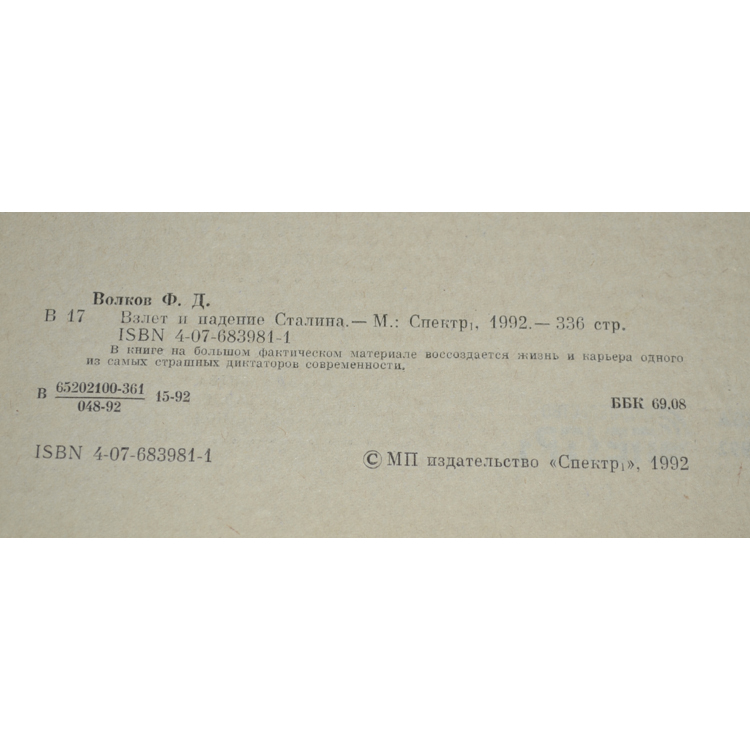 Волков Ф. Д.
В 17 Взлет и падение Сталина.— М.: Спектр₁, 1992.— 336 стр.
ISBN 4-07-683981-1
В книге на большом фактическом материале воссоздается жизнь и карьера одного
из самых страшных диктаторов современности.
В 65202100-361 15-92
048-92
ББК 69.08
ISBN 4-07-683981-1
© МП издательство «Спектр₁», 1992